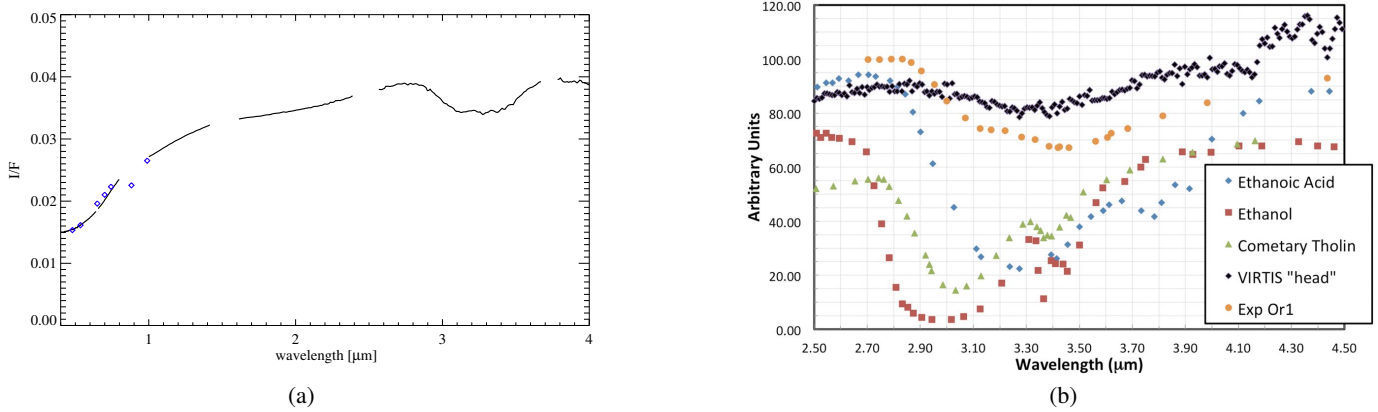 0.05
0.04
0.03
0.02
0.01
0.00
I/F
1 2 3 4
wavelength [μm]
(a)
120.00
100.00
80.00
60.00
40.00
20.00
0.00
Arbitrary Units
2.50 2.70 2.90 3.10 3.30 3.50 3.70 3.90 4.10 4.30 4.50
Wavelength (μm)
Ethanoic Acid
Ethanol
Cometary Tholin
VIRTIS "head"
Exp Or1
(b)